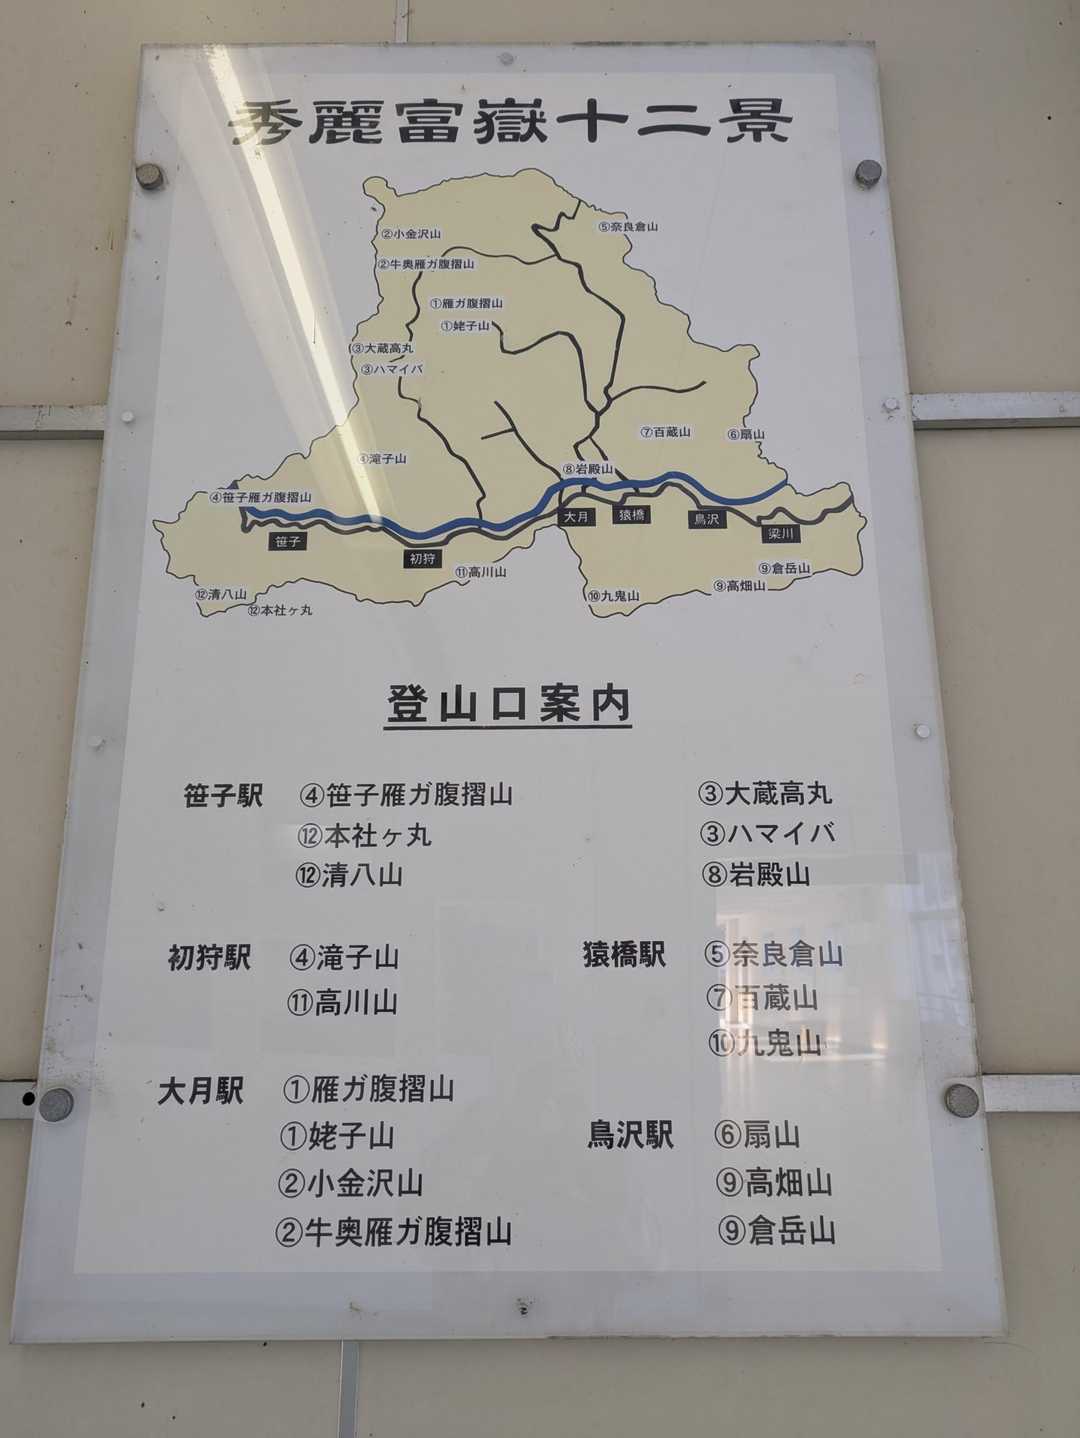 秀麗富嶽十二景
⑤奈良倉山
②小金沢山
②牛奥雁ガ腹摺山
①雁ガ腹摺山
①姥子山
③大蔵高丸
③ハマイバ
⑦百蔵山
⑥扇山
④滝子山
⑧岩殿山
④笹子雁ガ腹摺山
大月
猿橋
鳥沢
梁川
笹子
初狩
⑪高川山
⑨倉岳山
⑨高畑山
⑩九鬼山
⑫清八山
⑫本社ヶ丸
登山口案内
笹子駅 ④笹子雁ガ腹摺山
⑫本社ヶ丸
⑫清八山
初狩駅 ④滝子山
⑪高川山
大月駅 ①雁ガ腹摺山
①姥子山
②小金沢山
②牛奥雁ガ腹摺山
③大蔵高丸
③ハマイバ
⑧岩殿山
猿橋駅 ⑤奈良倉山
⑦百蔵山
⑩九鬼山
鳥沢駅 ⑥扇山
⑨高畑山
⑨倉岳山